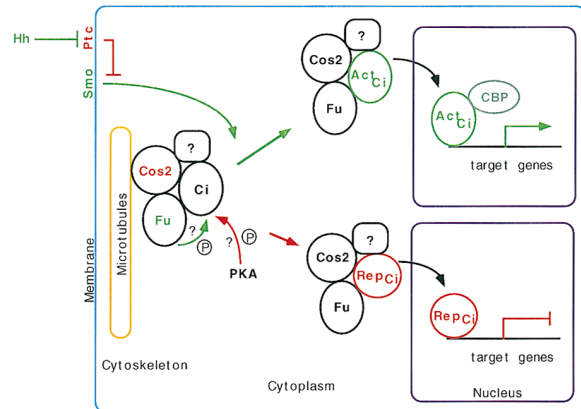 Hh
Ptc
Smo
Membrane
Microtubules
Cytoskeleton
?
Cos2
Ci
Fu
?
P
?
P
PKA
?
Cos2
Act Ci
Fu
CBP
Act Ci
target genes
?
Cos2
Rep Ci
Fu
Rep Ci
target genes
Cytoplasm
Nucleus